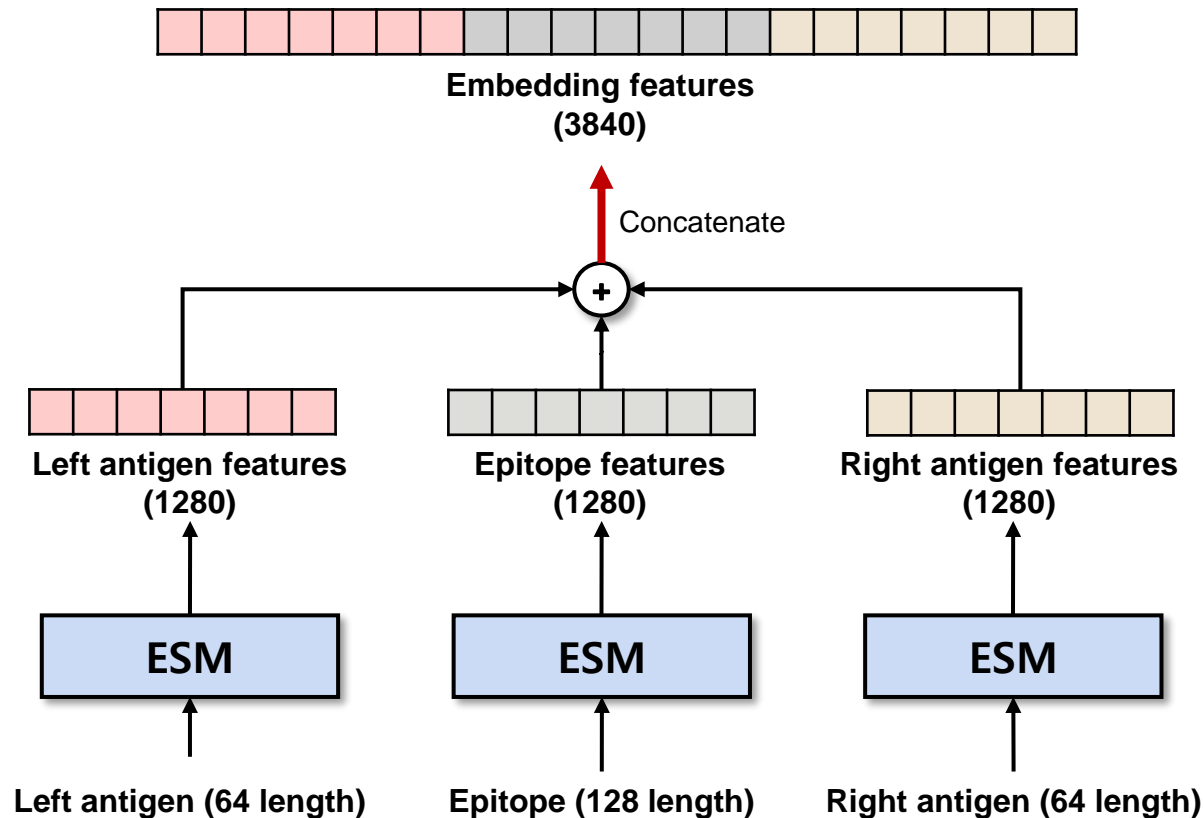 Embedding features
(3840)
Concatenate
+
Left antigen features
(1280)
Epitope features
(1280)
Right antigen features
(1280)
ESM
ESM
ESM
Left antigen (64 length)
Epitope (128 length)
Right antigen (64 length)